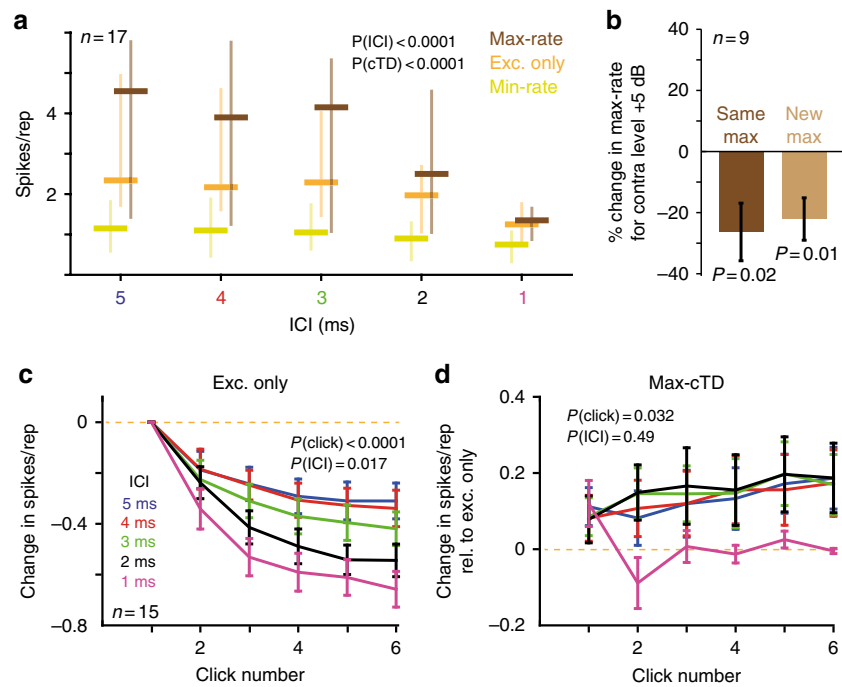 a
n=17
P(ICI)<0.0001
P(cTD)<0.0001
Max-rate
Exc. only
Min-rate
Spikes/rep
4
2
5
4
3
2
1
ICI (ms)
b
n=9
% change in max-rate
for contra level +5 dB
40
20
0
−20
−40
Same
max
New
max
P=0.02
P=0.01
c
Exc. only
P(click)<0.0001
P(ICI)=0.017
Change in spikes/rep
0
−0.4
−0.8
ICI
5 ms
4 ms
3 ms
2 ms
1 ms
n=15
2
4
6
Click number
d
Max-cTD
P(click)=0.032
P(ICI)=0.49
Change in spikes/rep
rel. to exc. only
0.4
0.2
0
−0.2
2
4
6
Click number